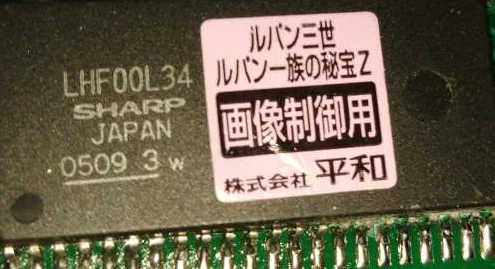 LHF00L34
SHARP
JAPAN
0509 3 w
ルパン三世
ルパン一族の秘宝Z
画像制御用
株式会社 平和